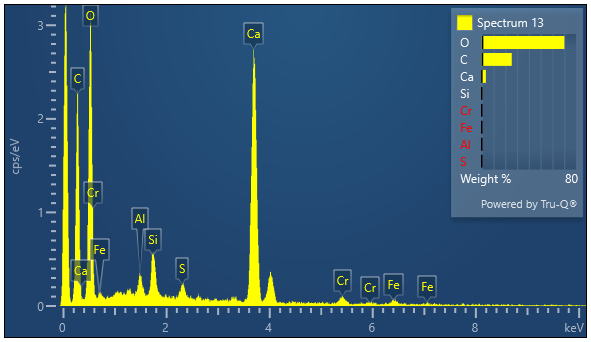 3
2
1
0
cps/eV
O
C
Ca
Cr
Ca
Fe
Al
Si
S
Ca
Cr
Cr
Fe
Fe
0
2
4
6
8
keV
Spectrum 13
O
C
Ca
Si
Cr
Fe
Al
S
Weight % 80
Powered by Tru-Q®